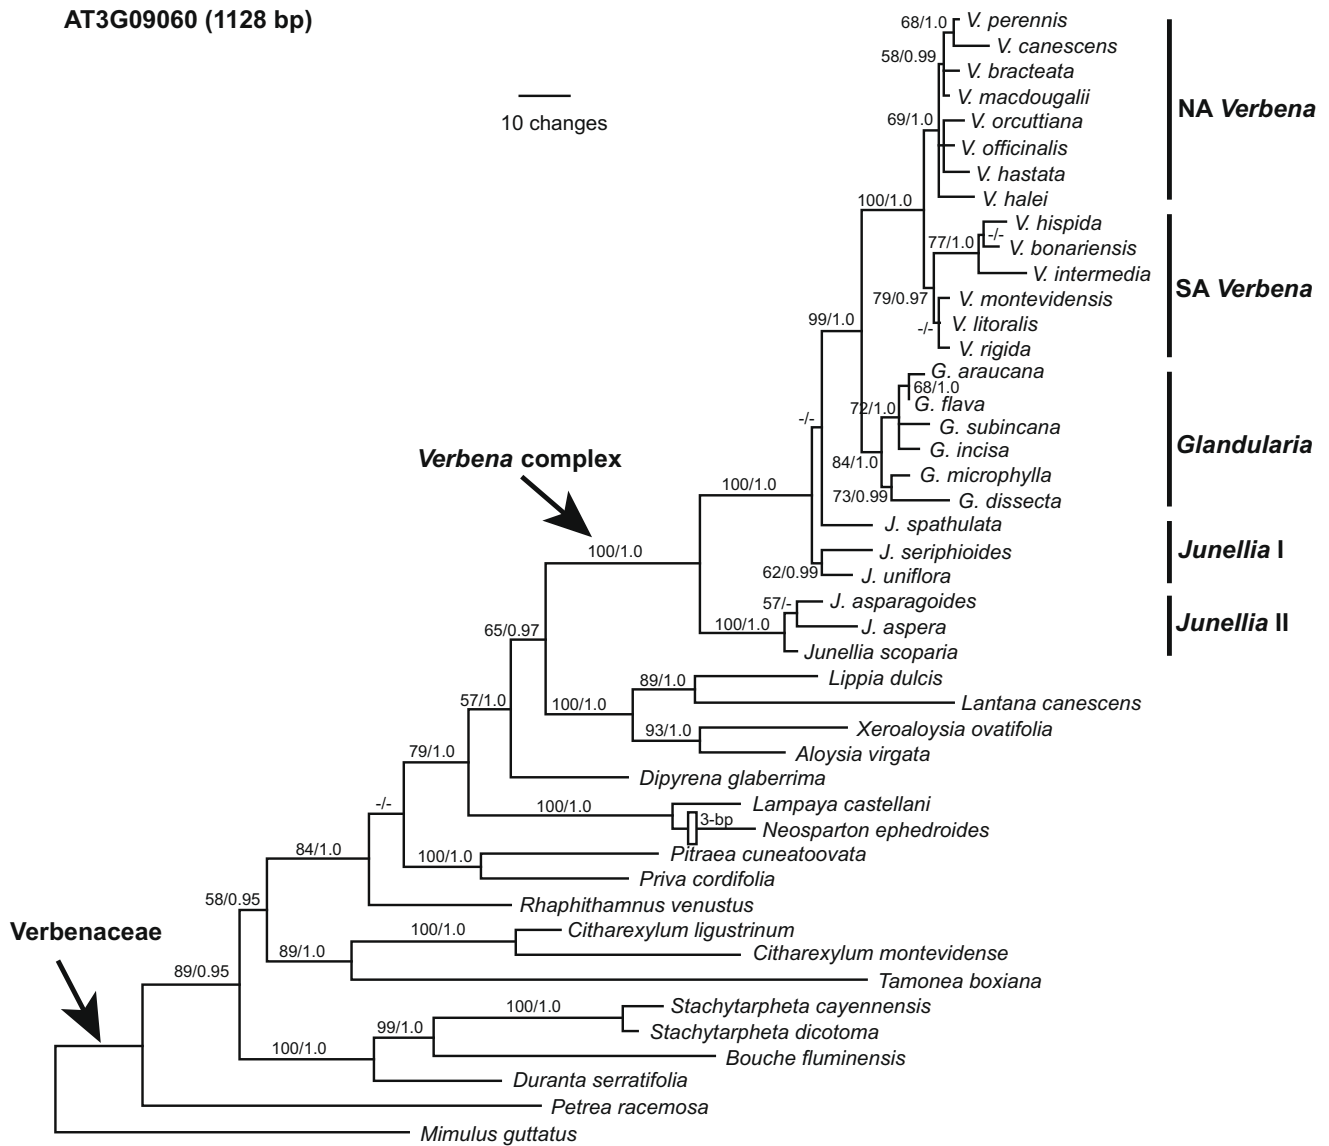 AT3G09060 (1128 bp)
10 changes
68/1.0
V. perennis
V. canescens
58/0.99
V. bracteata
V. macdougalii
NA Verbena
69/1.0
V. orcuttiana
V. officinalis
V. hastata
V. halei
100/1.0
V. hispida
-/-
77/1.0
V. bonariensis
V. intermedia
SA Verbena
79/0.97
V. montevidensis
-/-
V. litoralis
V. rigida
99/1.0
G. araucana
68/1.0
72/1.0
G. flava
G. subincana
Glandularia
-/-
G. incisa
84/1.0
G. microphylla
73/0.99
G. dissecta
Verbena complex
100/1.0
J. spathulata
100/1.0
J. seriphioides
Junellia I
62/0.99
J. uniflora
57/-
J. asparagoides
100/1.0
J. aspera
Junellia II
Junellia scoparia
65/0.97
89/1.0
Lippia dulcis
Lantana canescens
57/1.0
100/1.0
93/1.0
Xeroaloysia ovatifolia
Aloysia virgata
79/1.0
Dipyrena glaberrima
-/-
100/1.0
Lampaya castellani
3-bp
Neosparton ephedroides
84/1.0
100/1.0
Pitraea cuneatoovata
Priva cordifolia
58/0.95
Rhaphithamnus venustus
Verbenaceae
100/1.0
Citharexylum ligustrinum
89/1.0
Citharexylum montevidense
89/0.95
Tamonea boxiana
100/1.0
Stachytarpheta cayennensis
99/1.0
Stachytarpheta dicotoma
100/1.0
Bouche fluminensis
Duranta serratifolia
Petrea racemosa
Mimulus guttatus